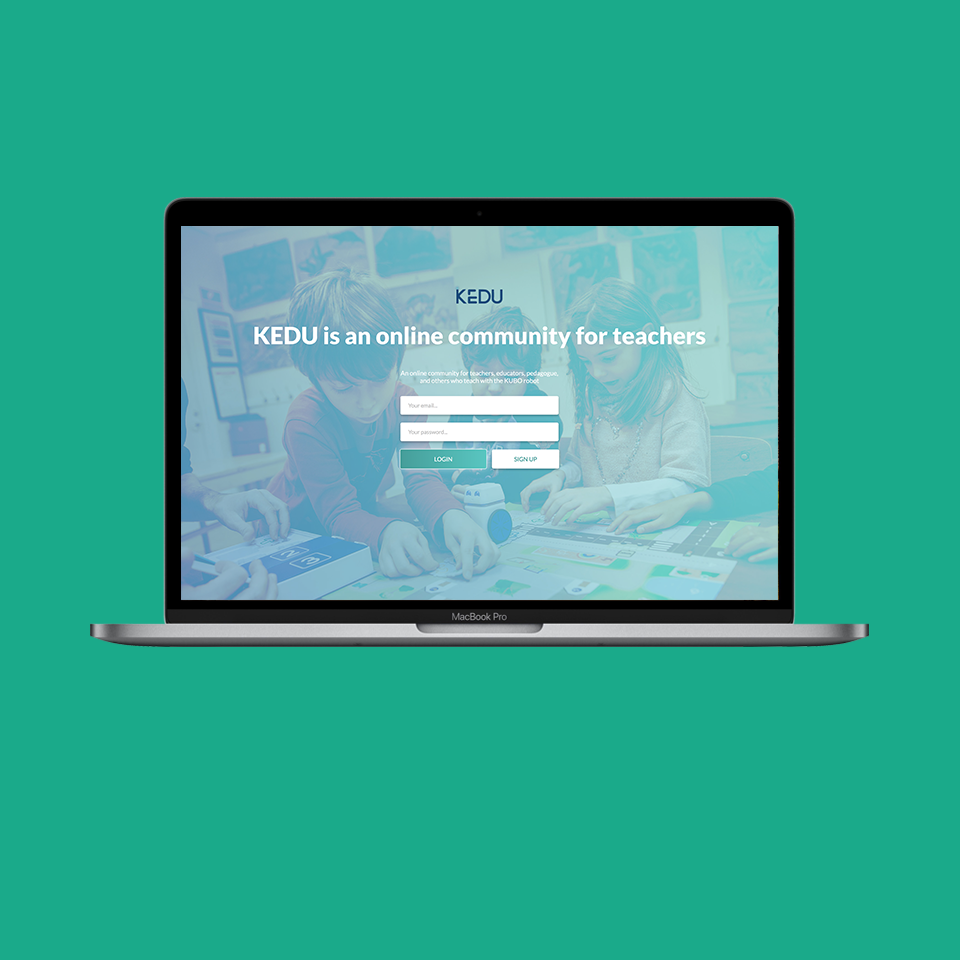 KEDU
KEDU is an online community for teachers
An online community for teachers, educators, pedagogue,
and others who teach with the KUBO robot
Your email...
Your password...
LOGIN
SIGN UP
MacBook Pro